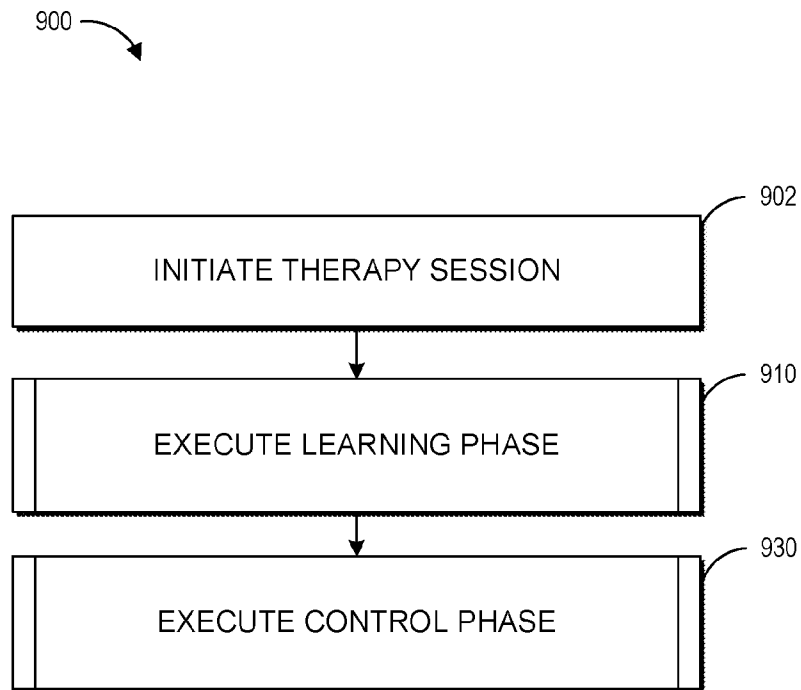 900
902
INITIATE THERAPY SESSION
910
EXECUTE LEARNING PHASE
930
EXECUTE CONTROL PHASE